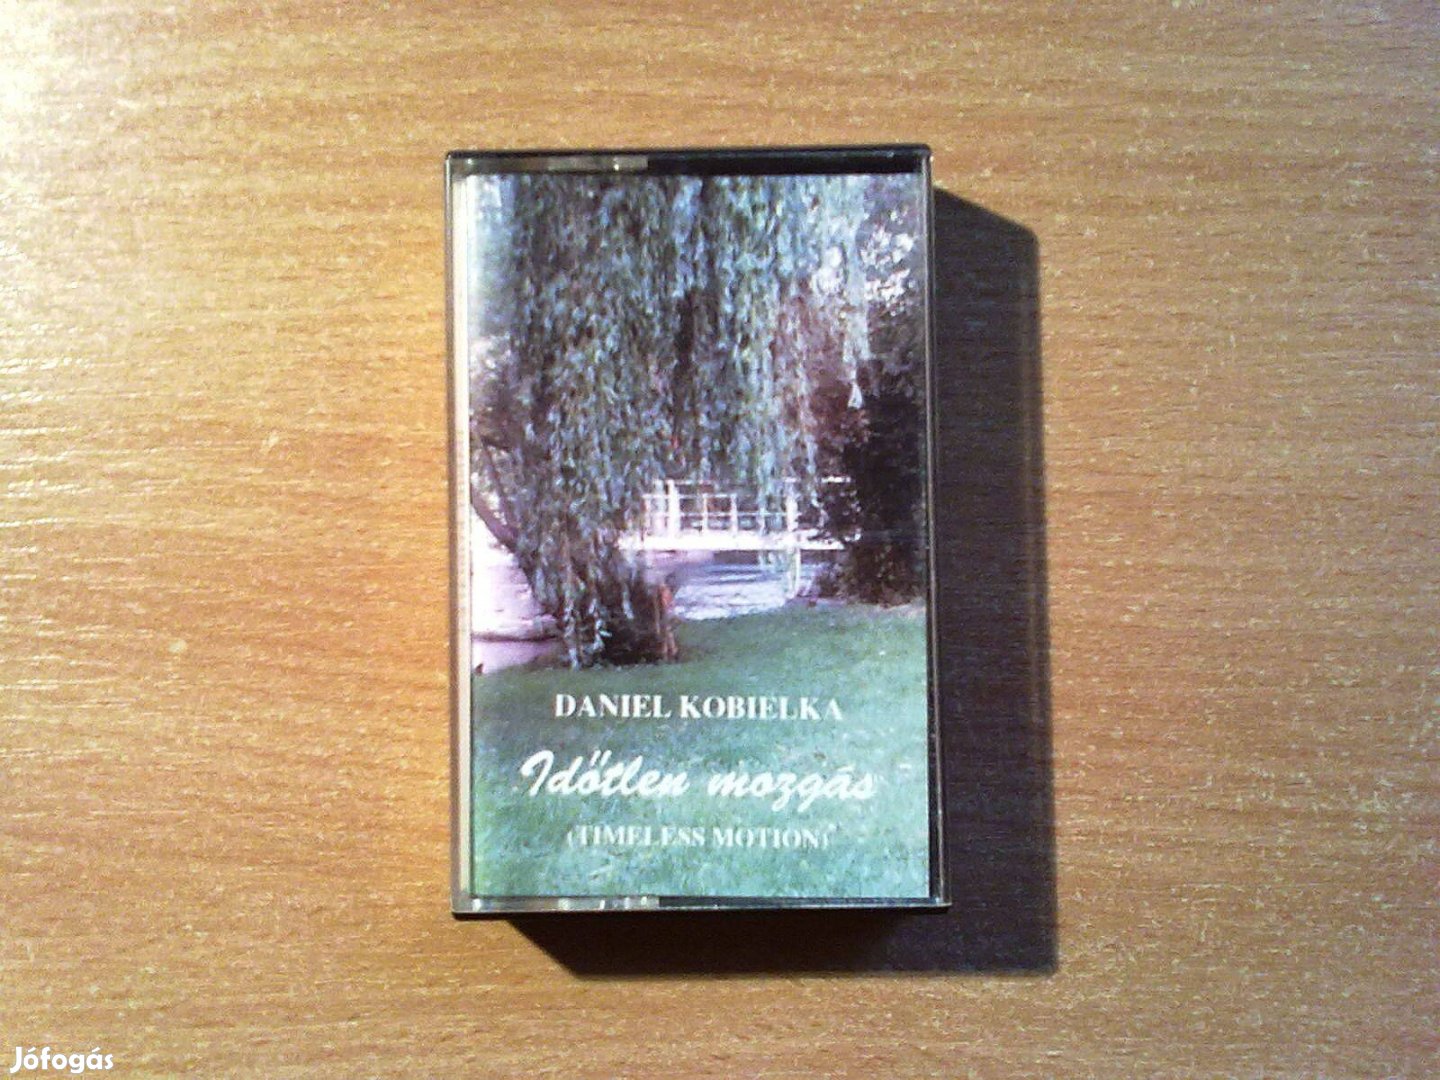 DANIEL KOBIELKA
Időtlen mozgás
(TIMELESS MOTION)
Jófogás